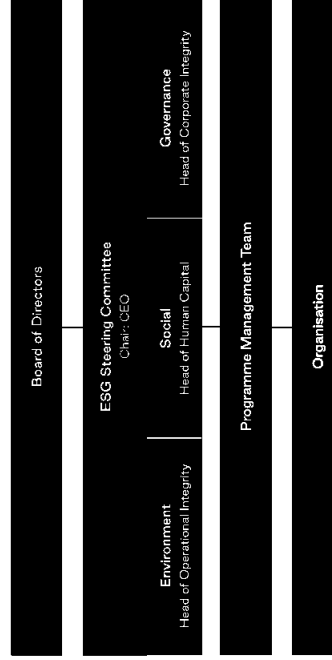 Board of Directors
ESG Steering Committee
Chair: CEO
Environment
Head of Operational Integrity
Social
Head of Human Capital
Governance
Head of Corporate Integrity
Programme Management Team
Organisation